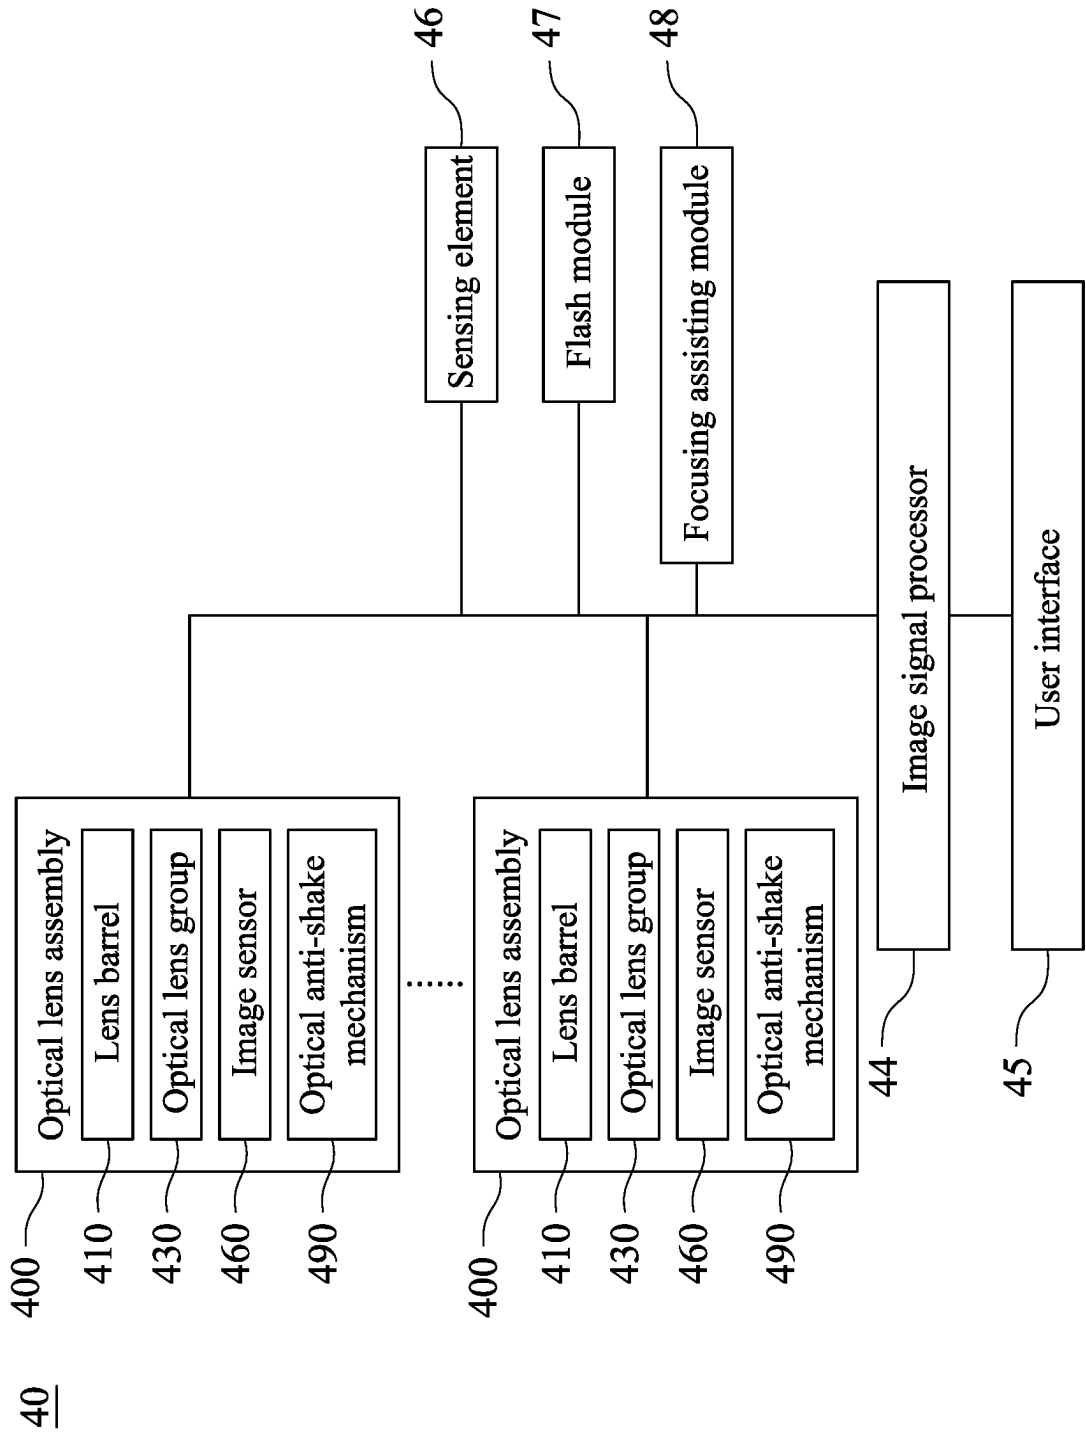 40
400
Optical lens assembly
410
Lens barrel
430
Optical lens group
460
Image sensor
490
Optical anti-shake
mechanism
......
400
Optical lens assembly
410
Lens barrel
430
Optical lens group
460
Image sensor
490
Optical anti-shake
mechanism
Sensing element
46
Flash module
47
Focusing assisting module
48
44
Image signal processor
45
User interface